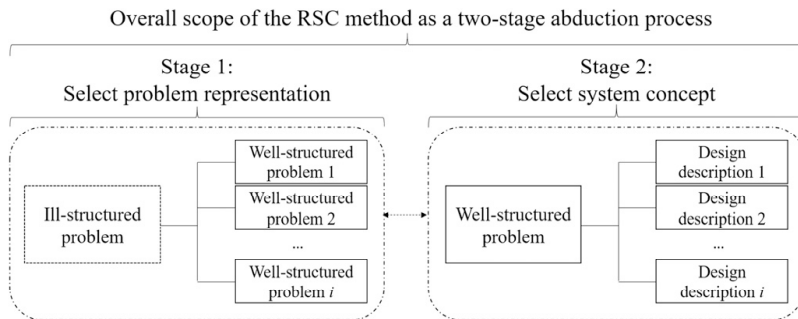 Overall scope of the RSC method as a two-stage abduction process
Stage 1:
Select problem representation
Stage 2:
Select system concept
Ill-structured
problem
Well-structured
problem 1
Well-structured
problem 2
...
Well-structured
problem i
Well-structured
problem
Design
description 1
Design
description 2
...
Design
description i